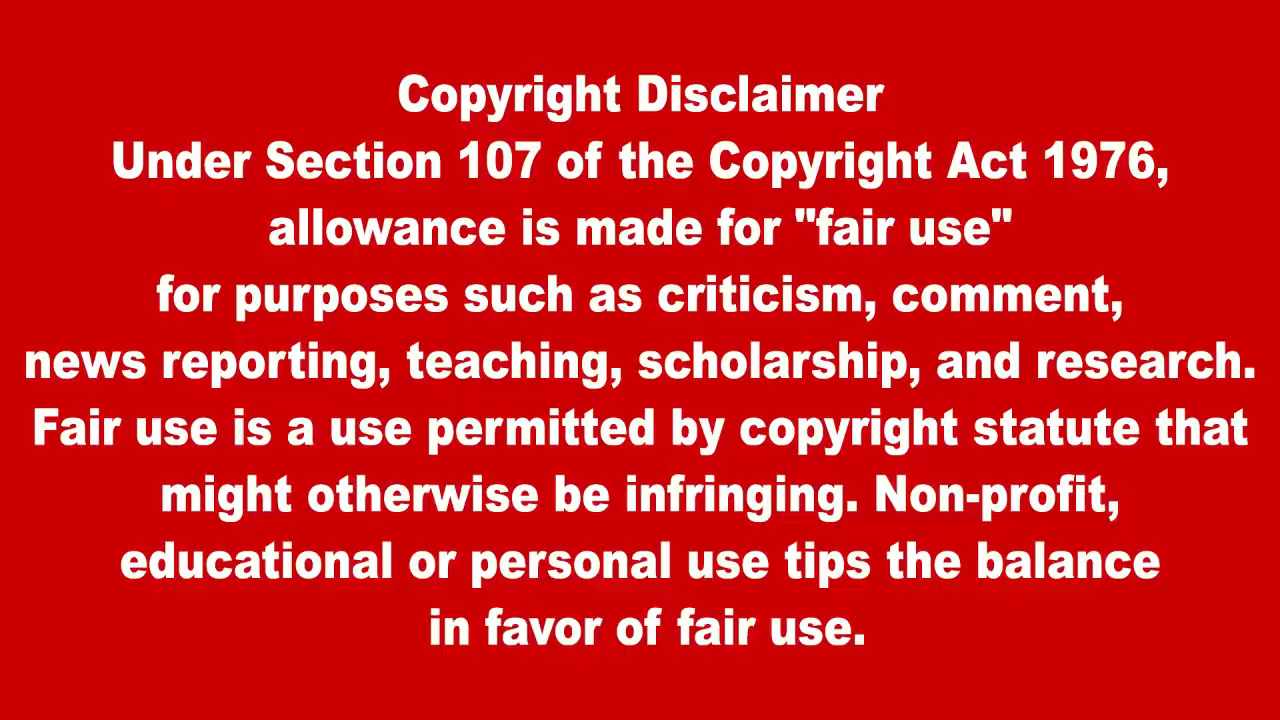 Copyright Disclaimer
Under Section 107 of the Copyright Act 1976,
allowance is made for "fair use"
for purposes such as criticism, comment,
news reporting, teaching, scholarship, and research.
Fair use is a use permitted by copyright statute that
might otherwise be infringing. Non-profit,
educational or personal use tips the balance
in favor of fair use.